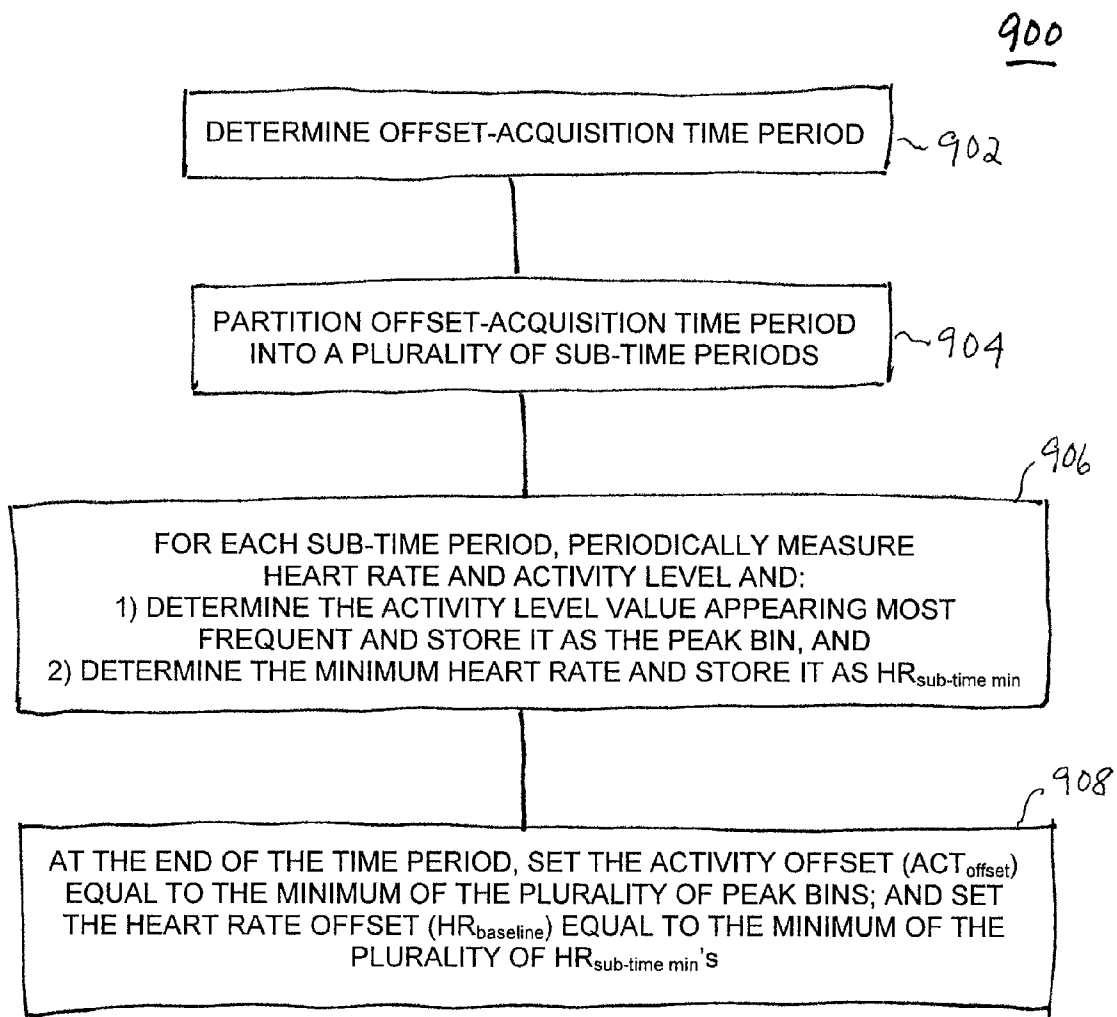 900
DETERMINE OFFSET-ACQUISITION TIME PERIOD
902
PARTITION OFFSET-ACQUISITION TIME PERIOD
INTO A PLURALITY OF SUB-TIME PERIODS
904
906
FOR EACH SUB-TIME PERIOD, PERIODICALLY MEASURE
HEART RATE AND ACTIVITY LEVEL AND:
1) DETERMINE THE ACTIVITY LEVEL VALUE APPEARING MOST
FREQUENT AND STORE IT AS THE PEAK BIN, AND
2) DETERMINE THE MINIMUM HEART RATE AND STORE IT AS HRsub-time min
908
AT THE END OF THE TIME PERIOD, SET THE ACTIVITY OFFSET (ACToffset)
EQUAL TO THE MINIMUM OF THE PLURALITY OF PEAK BINS; AND SET
THE HEART RATE OFFSET (HRbaseline) EQUAL TO THE MINIMUM OF THE
PLURALITY OF HRsub-time min's